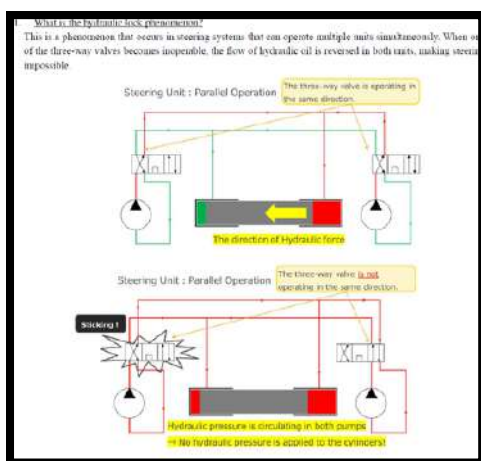 1. What is the hydraulic lock phenomenon?
This is a phenomenon that occurs in steering systems that can operate multiple units simultaneously. When on
of the three-way valves becomes inoperable, the flow of hydraulic oil is reversed in both units, making steerin
impossible.
Steering Unit : Parallel Operation
The three-way valve is operating in
the same direction.
The direction of Hydraulic force
Steering Unit : Parallel Operation
The three-way valve is not
operating in the same direction.
Sticking !
Hydraulic pressure is circulating in both pumps
⇒ No hydraulic pressure is applied to the cylinders!